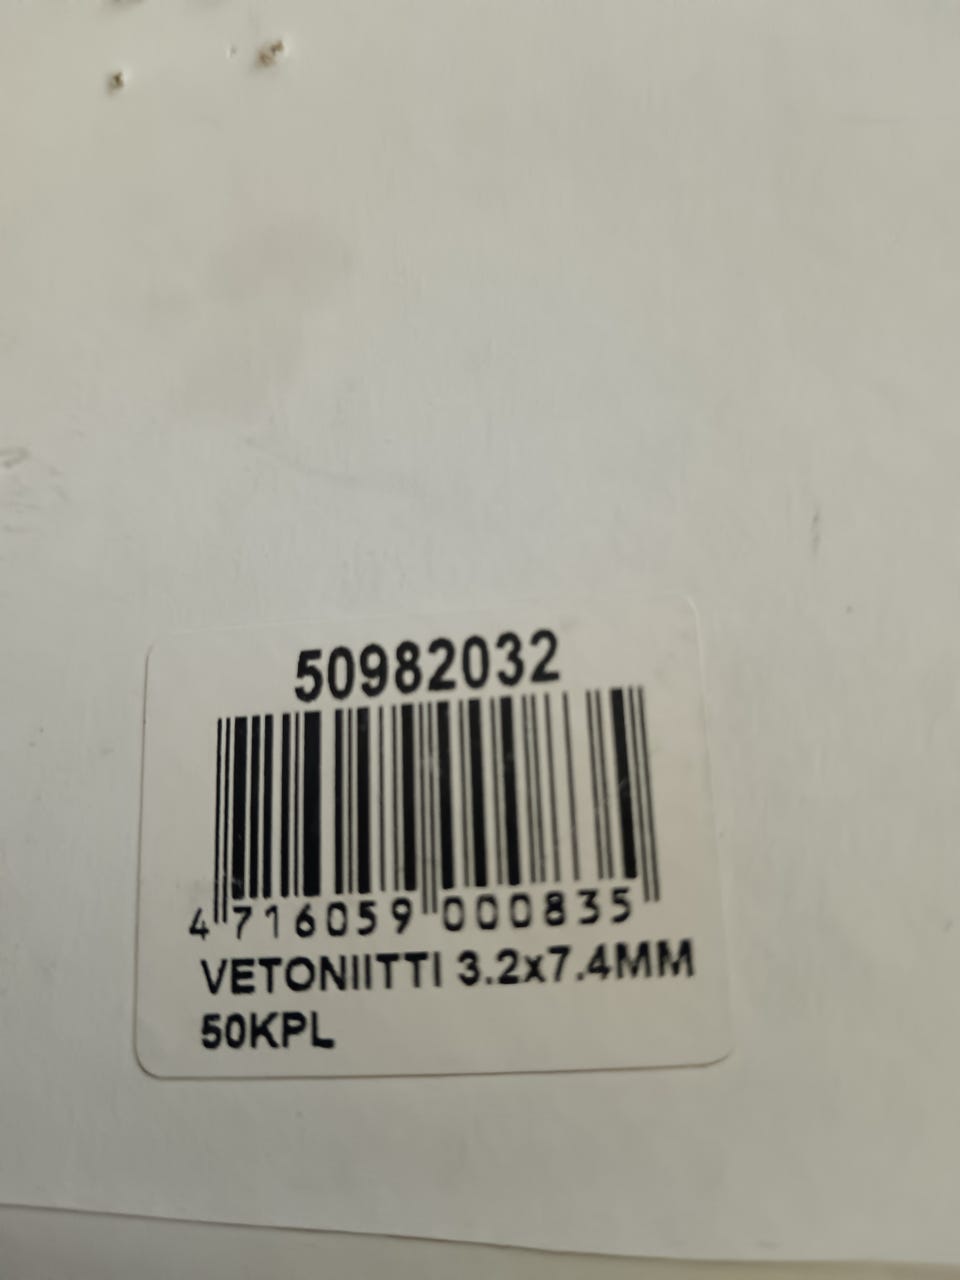 50982032
4 716059 000835
VETONIITTI 3.2x7.4MM
50KPL